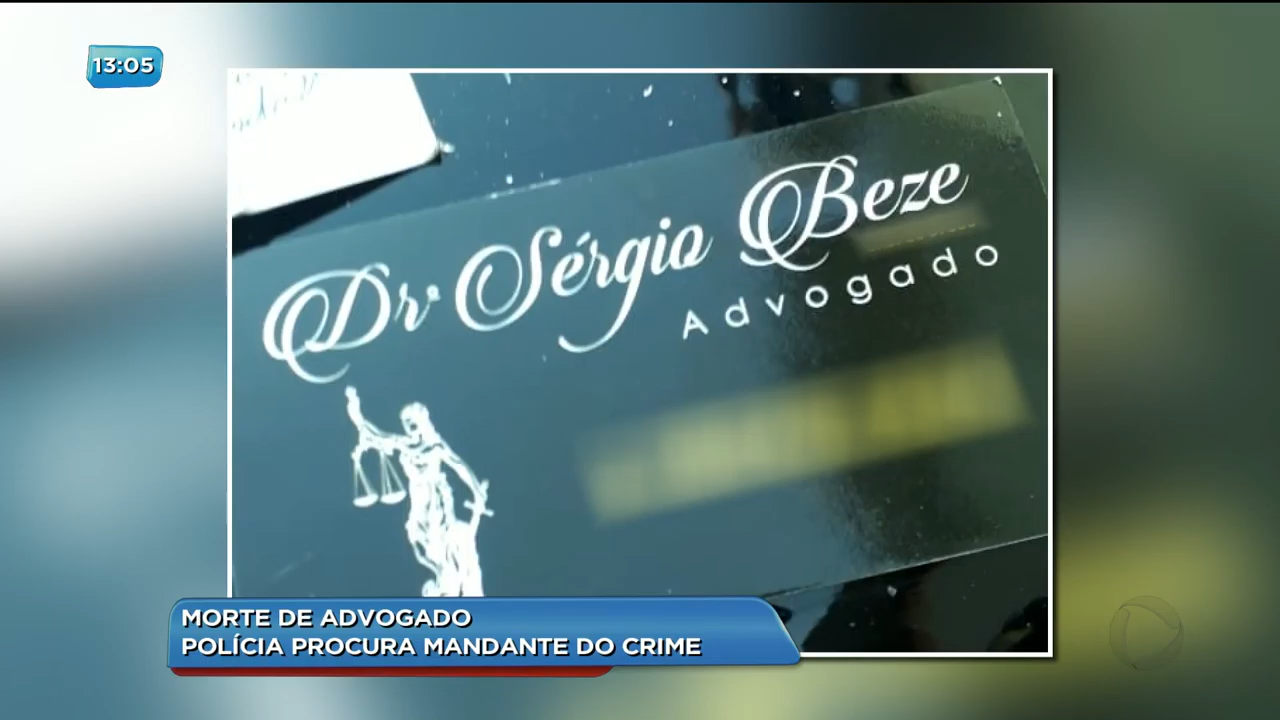 13:05
Dr Sérgio Beze
Advogado
MORTE DE ADVOGADO
POLÍCIA PROCURA MANDANTE DO CRIME